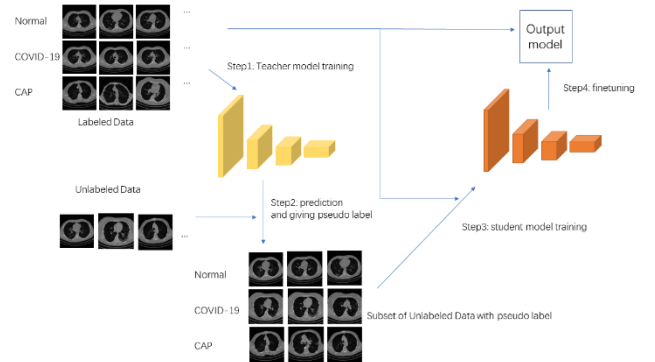 Normal
...
COVID-19
...
CAP
...
Labeled Data
Step1: Teacher model training
Output
model
Step4: finetuning
Unlabeled Data
...
Step2: prediction
and giving pseudo label
Step3: student model training
Normal
COVID-19
CAP
Subset of Unlabeled Data with pseudo label